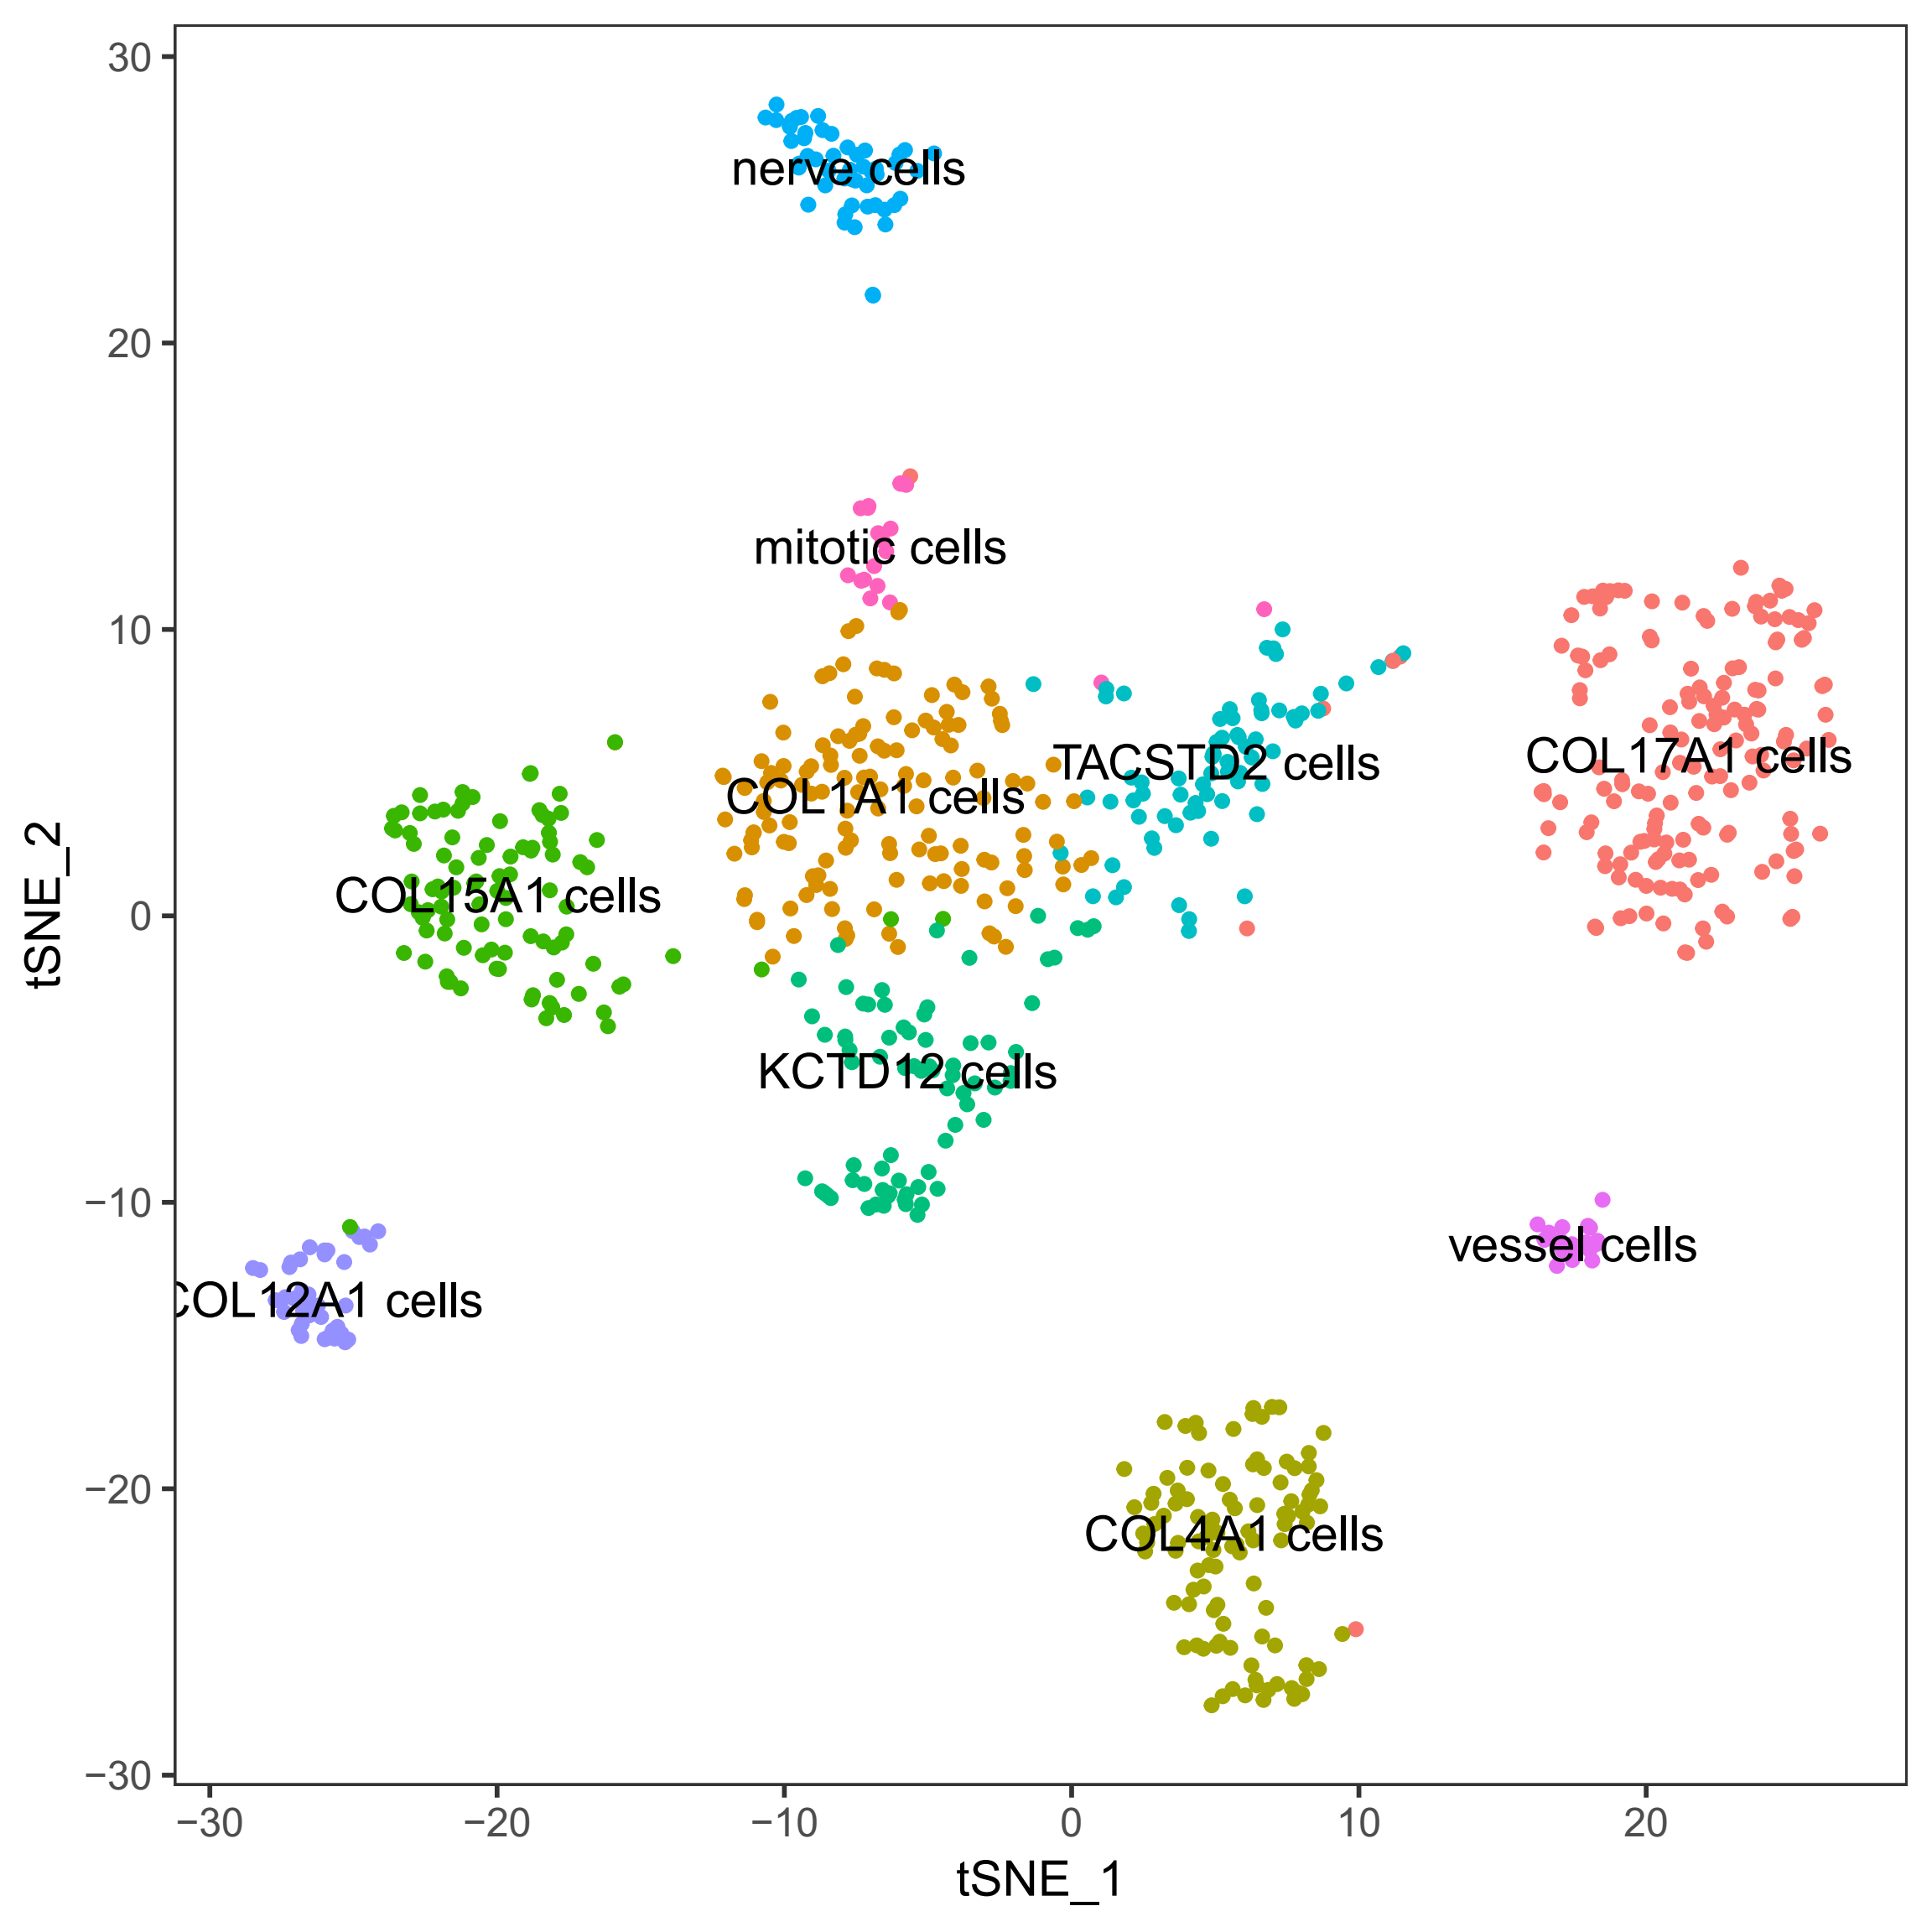 30
nerve cells
20
mitotic cells
10
TACSTD2 cells
COL17A1 cells
COL1A1 cells
COL15A1 cells
0
tSNE_2
KCTD12 cells
−10
vessel cells
COL12A1 cells
−20
COL4A1 cells
−30
−30 −20 −10 0 10 20
tSNE_1